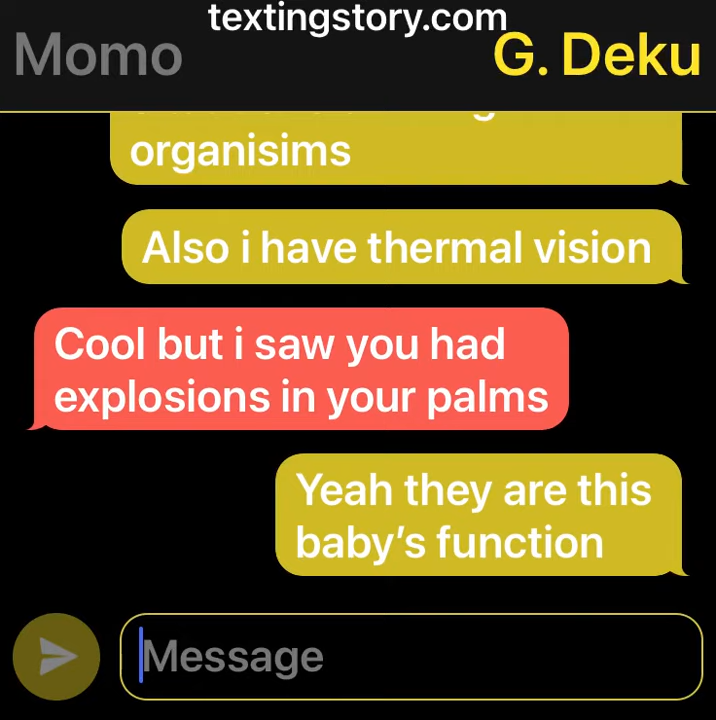 textingstory.com
Momo
G. Deku
organisims
Also i have thermal vision
Cool but i saw you had
explosions in your palms
Yeah they are this
baby's function
Message